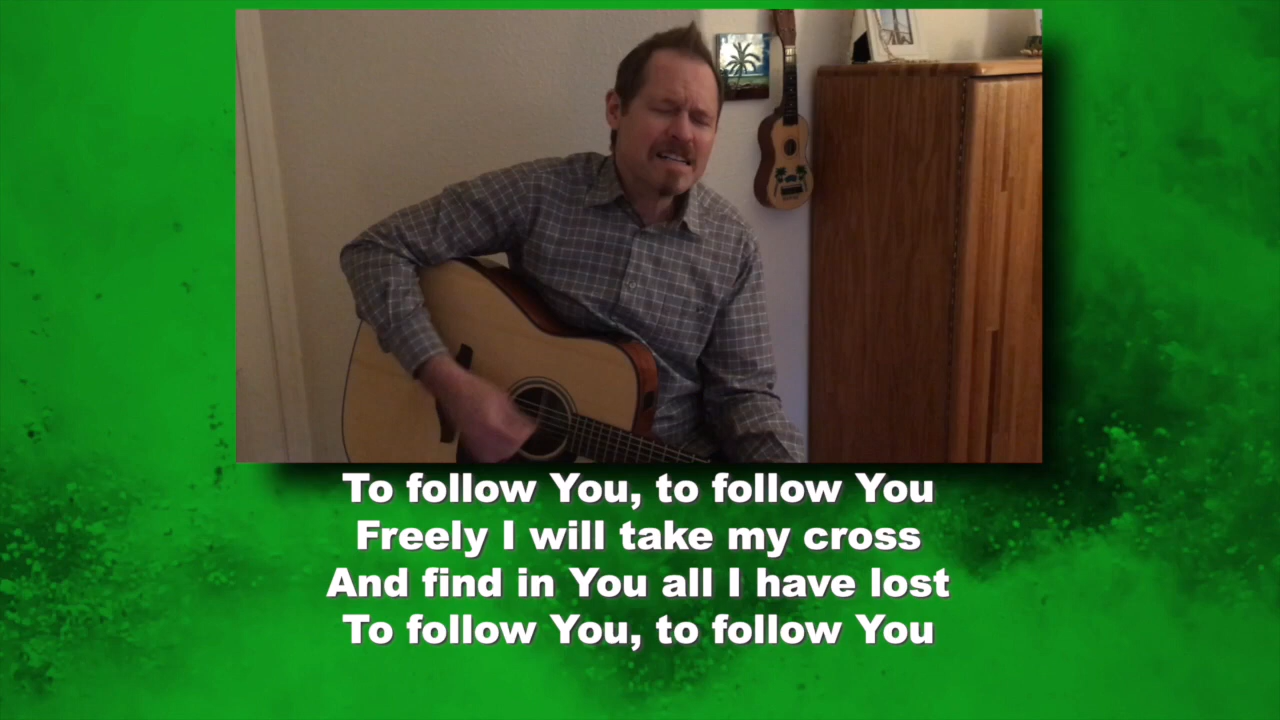 To follow You, to follow You
Freely I will take my cross
And find in You all I have lost
To follow You, to follow You